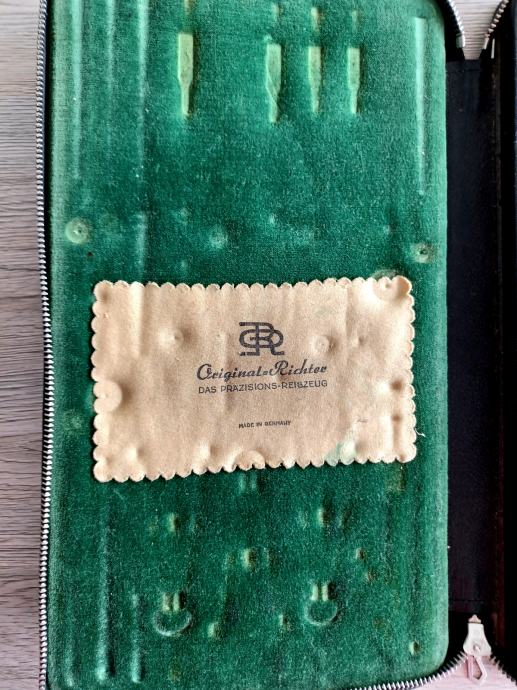 Original-Richter
DAS PRÄZISIONS-REIßZEUG
MADE IN GERMANY